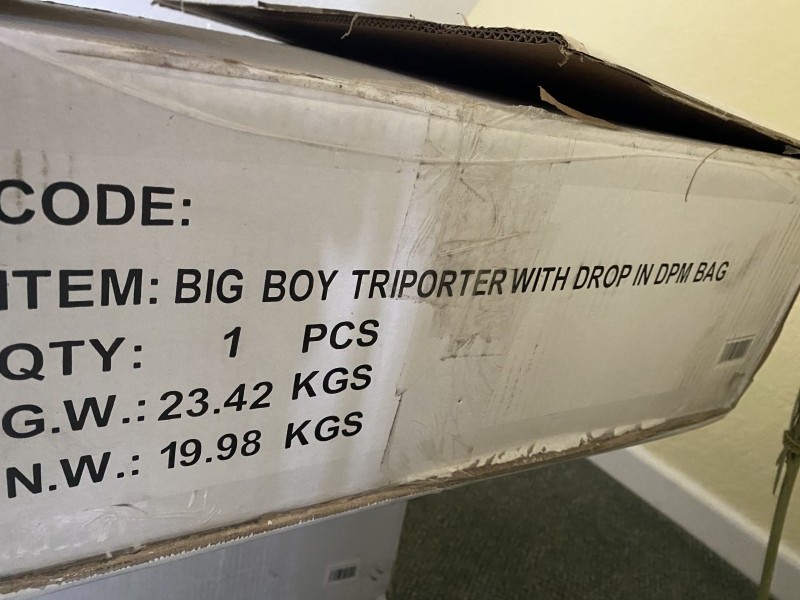 CODE:
ITEM: BIG BOY TRIPORTER WITH DROP IN DPM BAG
QTY: 1 PCS
G.W.: 23.42 KGS
N.W.: 19.98 KGS